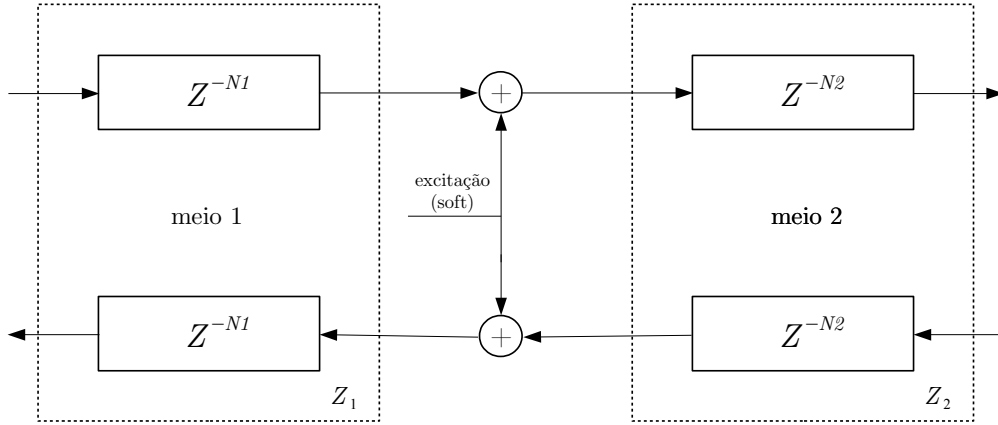 Z^-N1
+
Z^-N2
excitação
(soft)
meio 1
meio 2
Z^-N1
+
Z^-N2
Z_1
Z_2